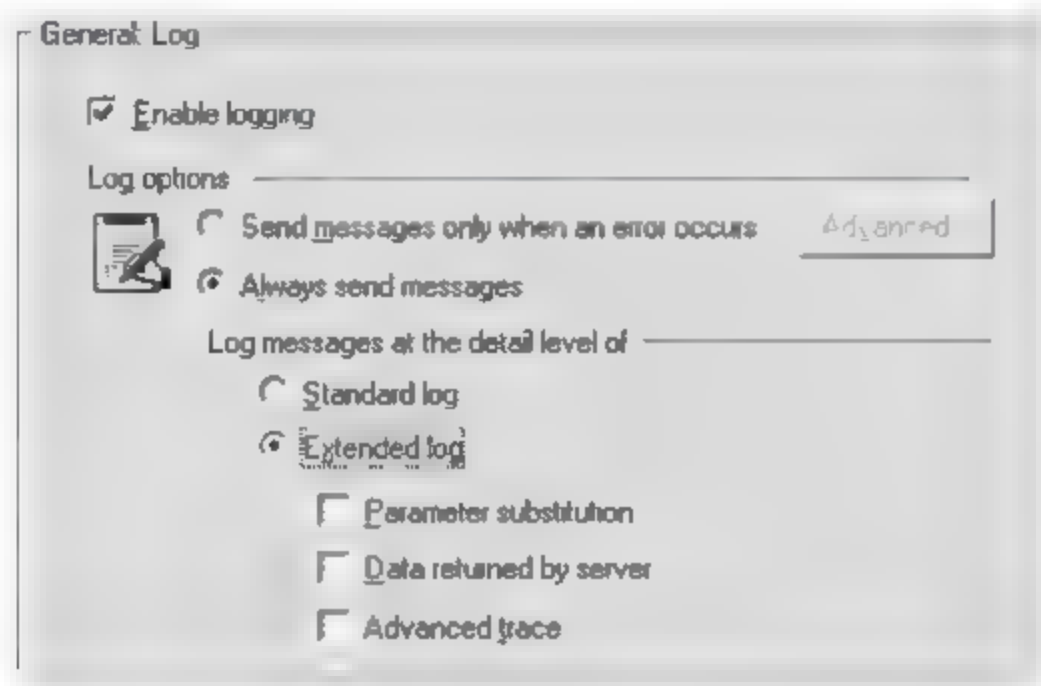 General Log
Enable logging
Log options
Send messages only when an error occurs
Advanced
Always send messages
Log messages at the detail level of
Standard log
Extended log
Parameter substitution
Data returned by server
Advanced trace